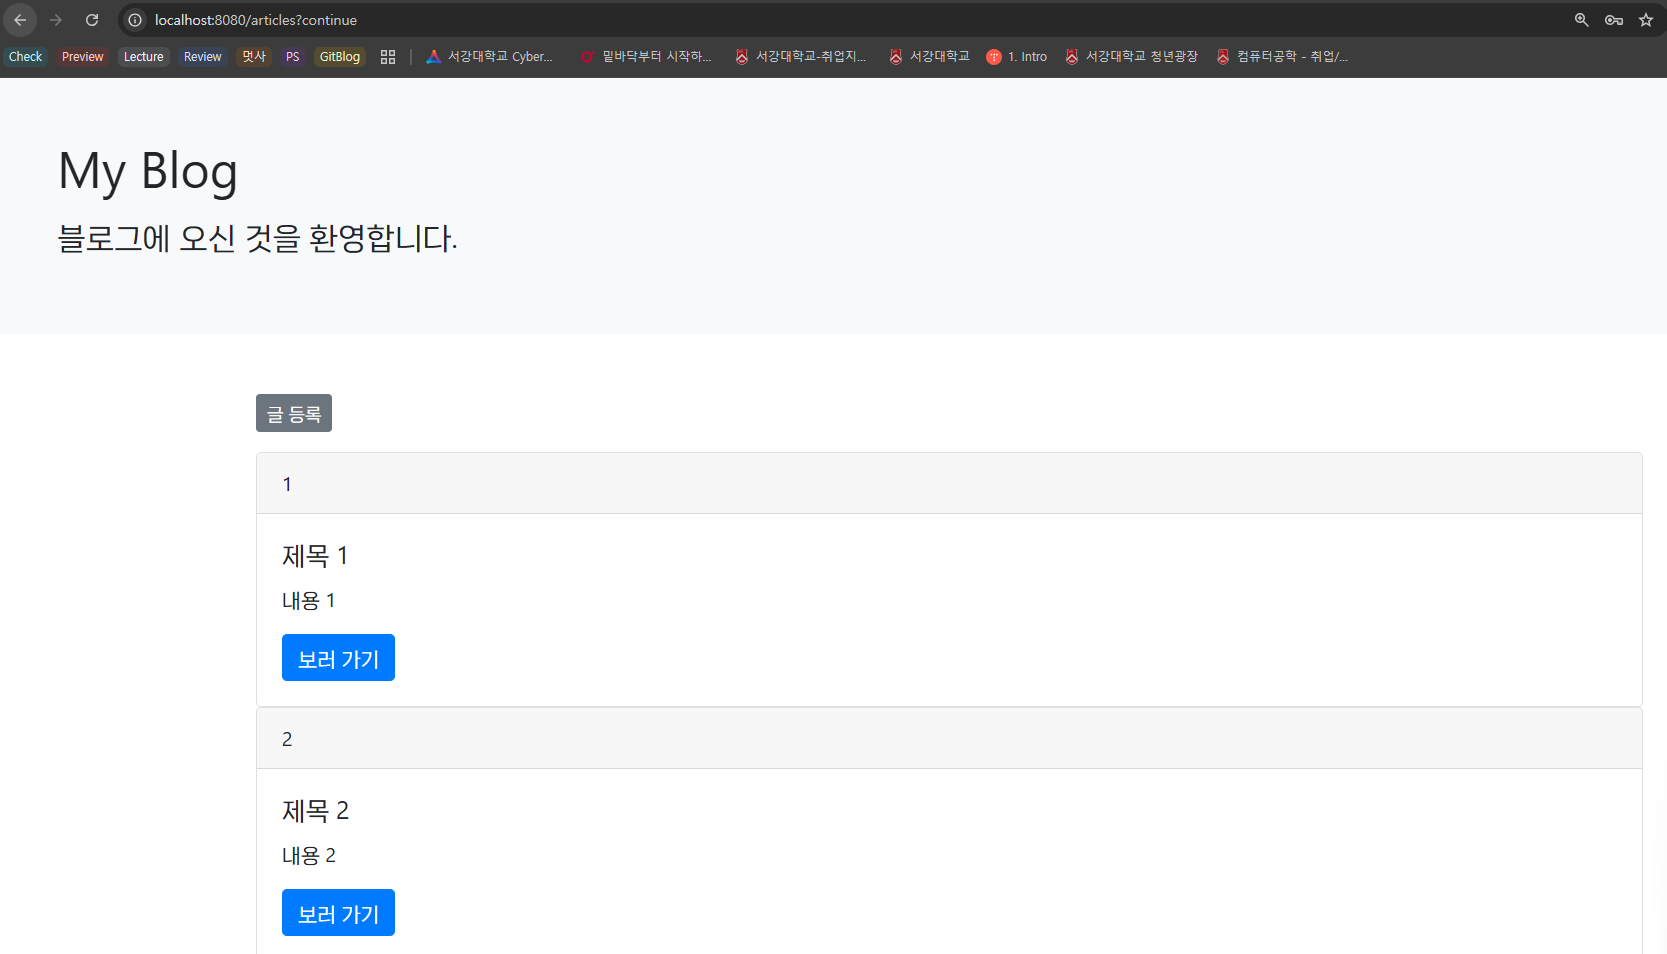 localhost:8080/articles?continue
Check Preview Lecture Review 멋사 PS GitBlog 서강대학교 Cyber... 밑바닥부터 시작하... 서강대학교-취업지... 서강대학교 1. Intro 서강대학교 청년광장 컴퓨터공학 - 취업/...
My Blog
블로그에 오신 것을 환영합니다.
글 등록
1
제목 1
내용 1
보러 가기
2
제목 2
내용 2
보러 가기